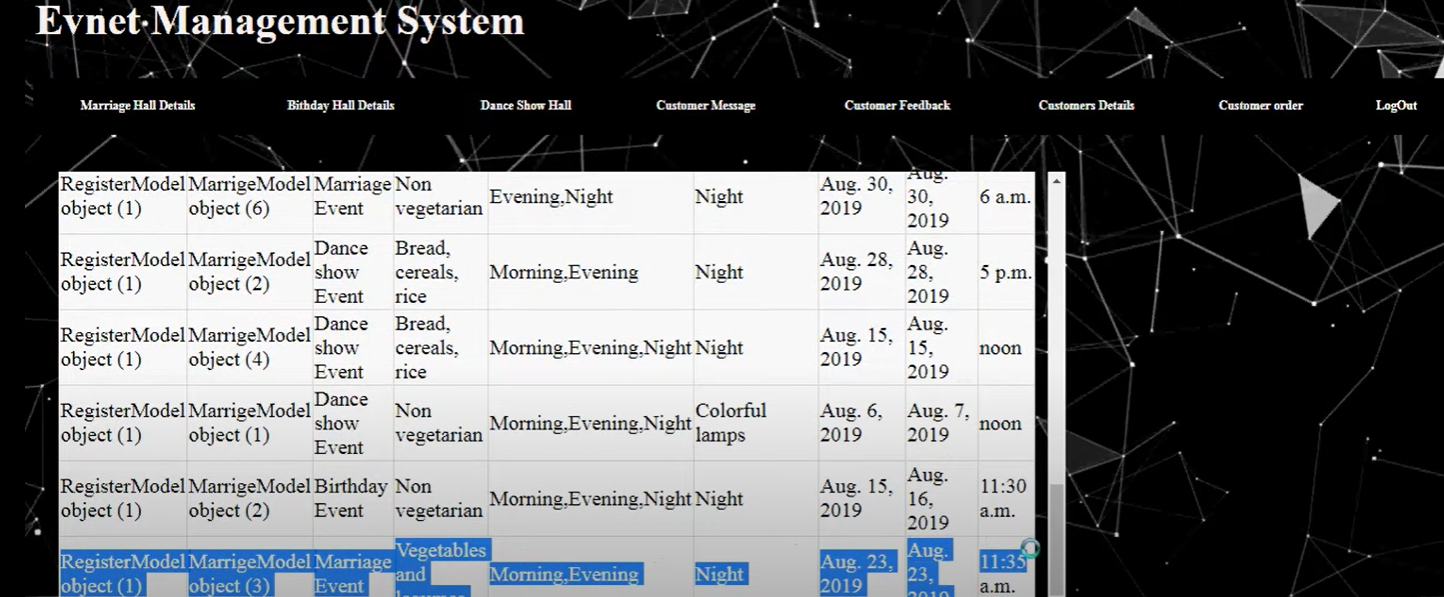 Evnet Management System
Marriage Hall Details Bithday Hall Details Dance Show Hall Customer Message Customer Feedback Customers Details Customer order LogOut
RegisterModel object (1) MarrigeModel object (6) Marriage Event Non vegetarian Evening,Night Night Aug. 30, 2019 Aug. 30, 2019 6 a.m.
RegisterModel object (1) MarrigeModel object (2) Dance show Event Bread, cereals, rice Morning,Evening Night Aug. 28, 2019 Aug. 28, 2019 5 p.m.
RegisterModel object (1) MarrigeModel object (4) Dance show Event Bread, cereals, rice Morning,Evening,Night Night Aug. 15, 2019 Aug. 15, 2019 noon
RegisterModel object (1) MarrigeModel object (1) Dance show Event Non vegetarian Morning,Evening,Night Colorful lamps Aug. 6, 2019 Aug. 7, 2019 noon
RegisterModel object (1) MarrigeModel object (2) Birthday Event Non vegetarian Morning,Evening,Night Night Aug. 15, 2019 Aug. 16, 2019 11:30 a.m.
RegisterModel object (1) MarrigeModel object (3) Marriage Event Vegetables and Morning,Evening Night Aug. 23, 2019 Aug. 23, 2019 11:35 a.m.